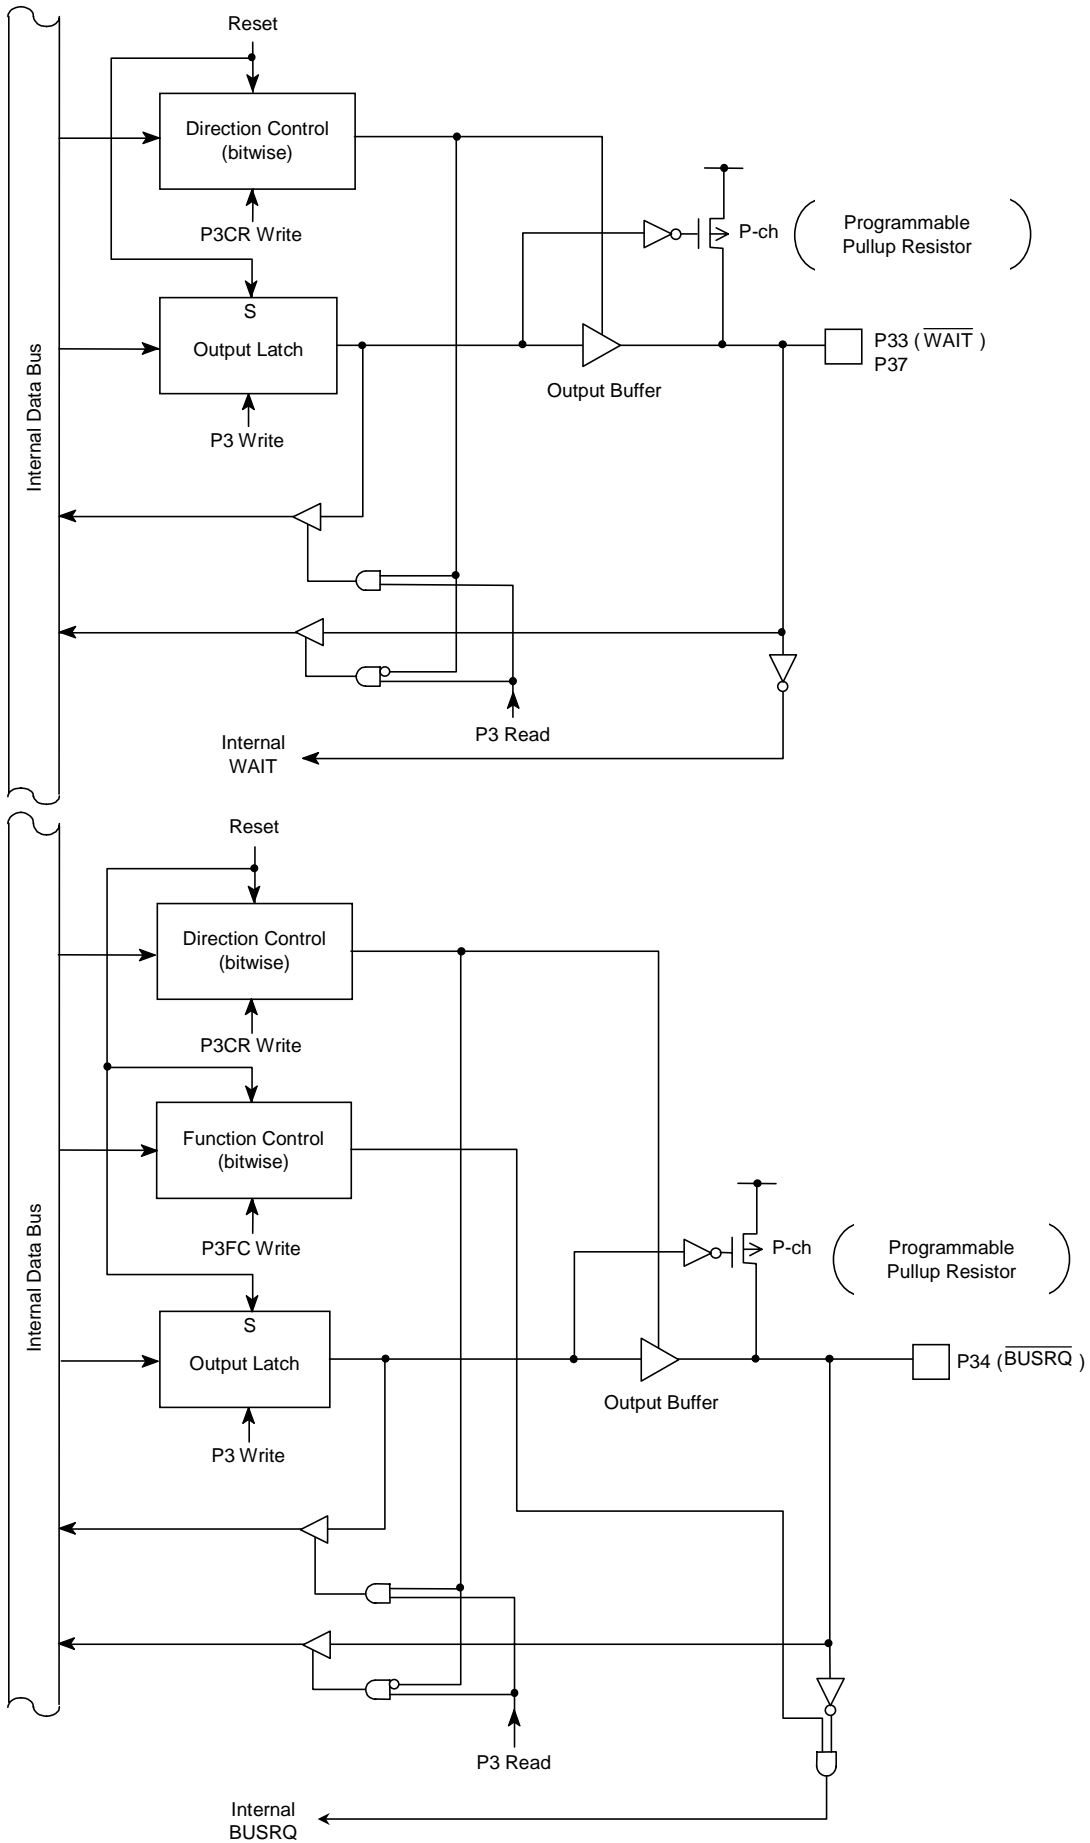 Reset
Direction Control
(bitwise)
P3CR Write
P-ch
Programmable
Pullup Resistor
S
Output Latch
P3 Write
Output Buffer
P33 (WAIT)
P37
Internal Data Bus
P3 Read
Internal
WAIT
Reset
Direction Control
(bitwise)
P3CR Write
Function Control
(bitwise)
P3FC Write
P-ch
Programmable
Pullup Resistor
Internal Data Bus
S
Output Latch
P3 Write
Output Buffer
P34 (BUSRQ)
P3 Read
Internal
BUSRQ